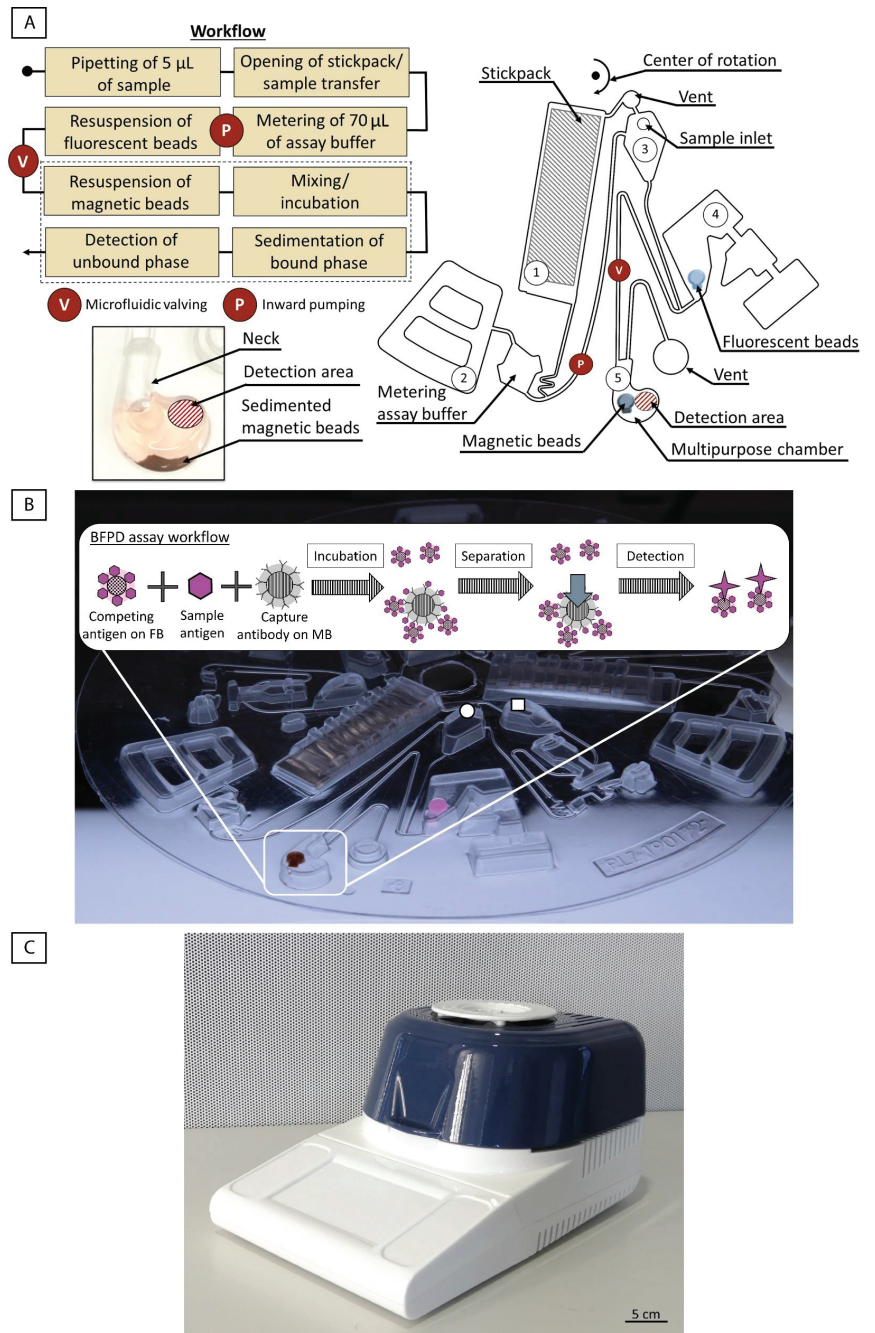 A
Workflow
Pipetting of 5 µL
of sample
Opening of stickpack/
sample transfer
Resuspension of
fluorescent beads
P
Metering of 70 µL
of assay buffer
V
Resuspension of
magnetic beads
Mixing/
incubation
Detection of
unbound phase
Sedimentation of
bound phase
V
Microfluidic valving
P
Inward pumping
Neck
Detection area
Sedimented
magnetic beads
Stickpack
Center of rotation
Vent
Sample inlet
3
4
1
V
Fluorescent beads
2
P
Vent
5
Metering
assay buffer
Magnetic beads
Detection area
Multipurpose chamber
B
BFPD assay workflow
Incubation
Separation
Detection
Competing
antigen on FB
Sample
antigen
Capture
antibody on MB
C
5 cm